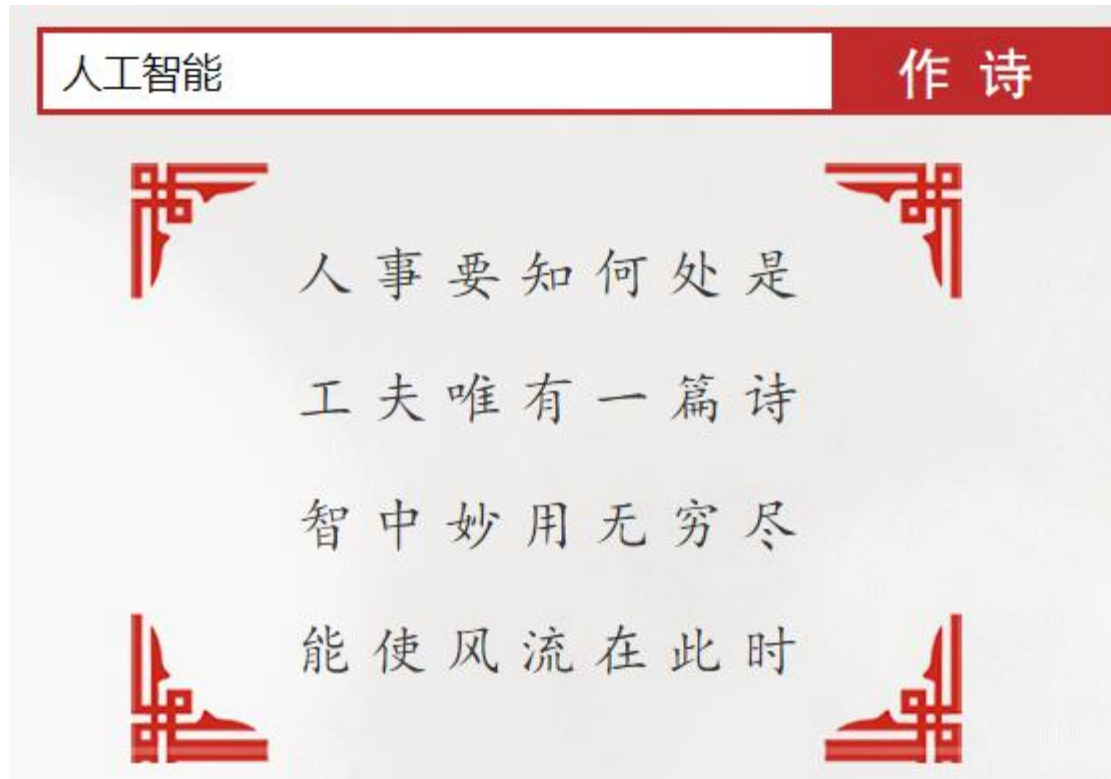 人工智能
作诗
人事要知何处是
工夫唯有一篇诗
智中妙用无穷尽
能使风流在此时